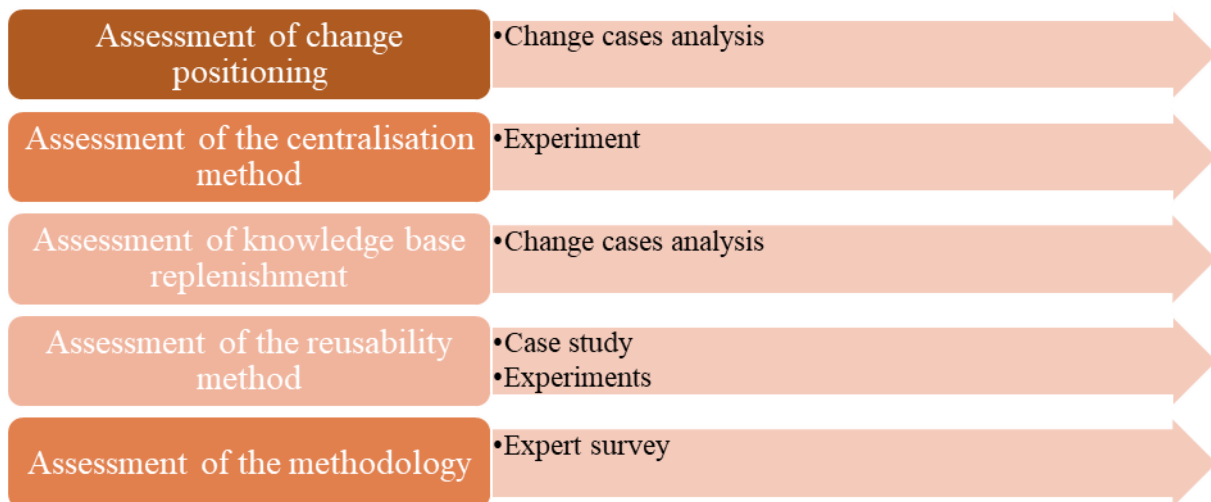 Assessment of change
positioning
•Change cases analysis
Assessment of the centralisation
method
•Experiment
Assessment of knowledge base
replenishment
•Change cases analysis
Assessment of the reusability
method
•Case study
•Experiments
Assessment of the methodology
•Expert survey